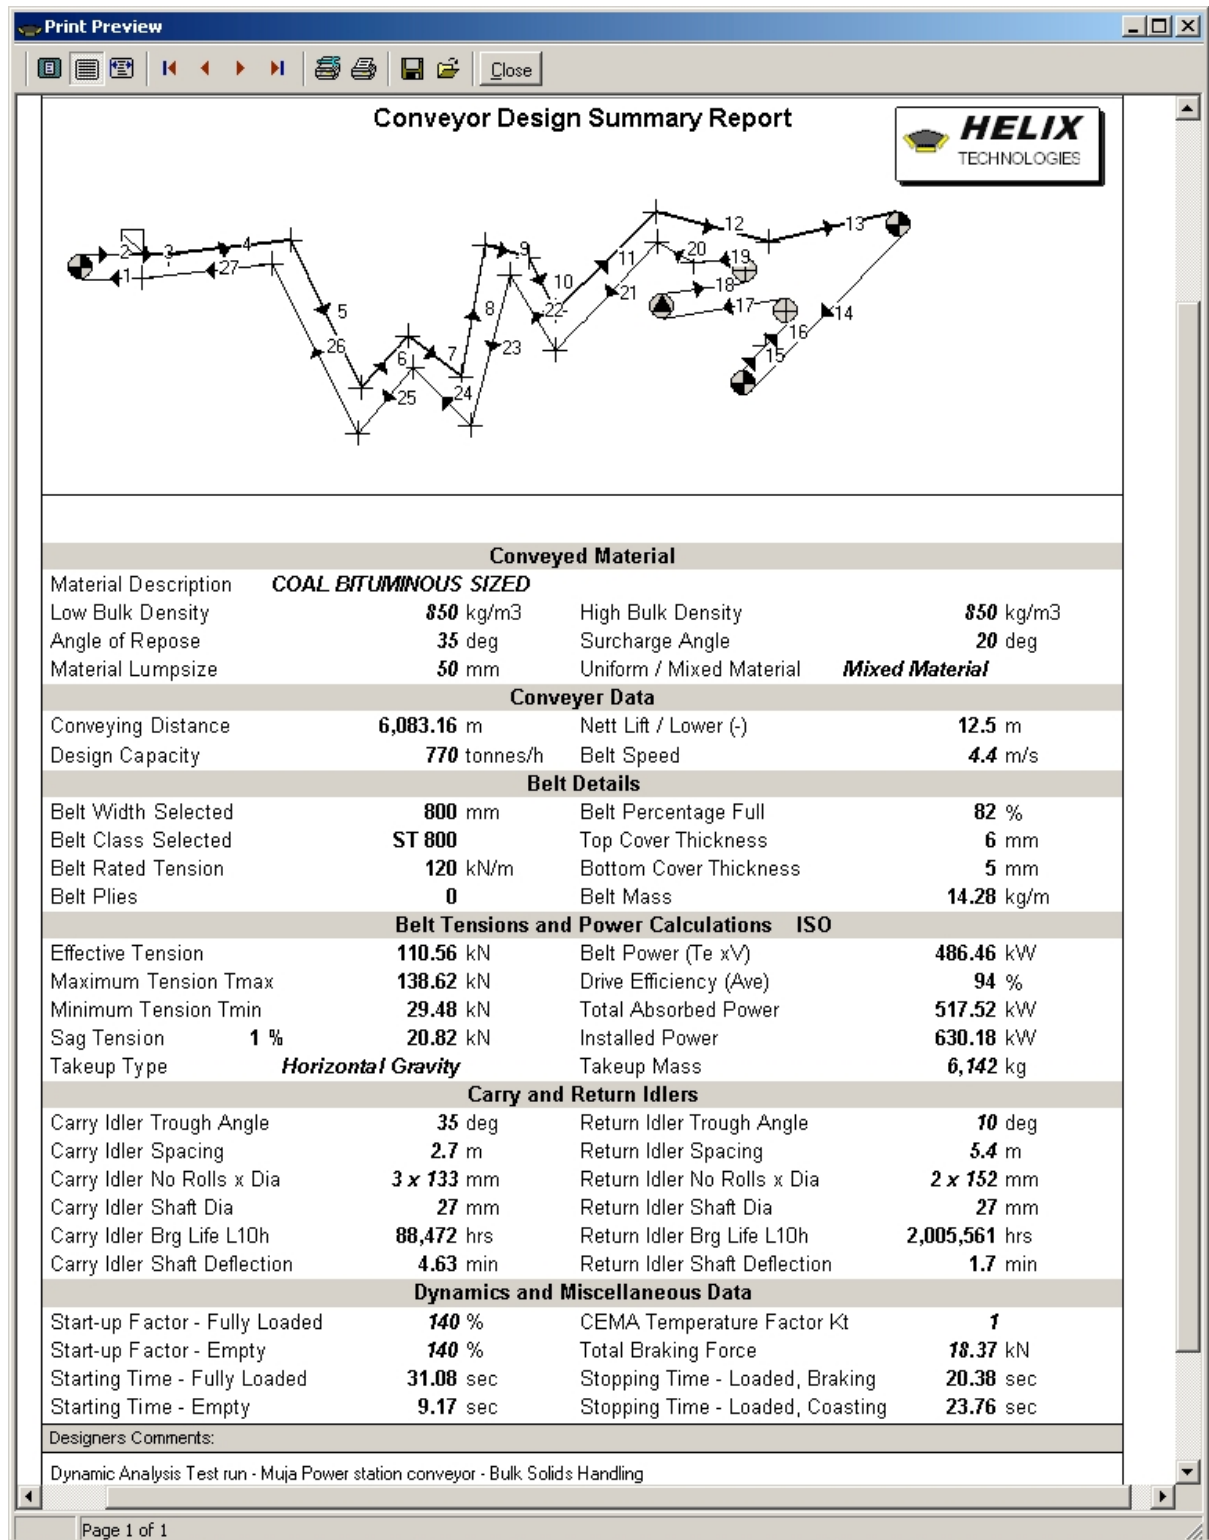 Print Preview
Close
Conveyor Design Summary Report
HELIX
TECHNOLOGIES
12
13
2
3
4
9
20
19
11
1
27
10
18
21
17
5
8
22
14
16
26
6
7
23
15
25
24
Conveyed Material
Material Description COAL BITUMINOUS SIZED
Low Bulk Density 850 kg/m3 High Bulk Density 850 kg/m3
Angle of Repose 35 deg Surcharge Angle 20 deg
Material Lumpsize 50 mm Uniform / Mixed Material Mixed Material
Conveyer Data
Conveying Distance 6,083.16 m Nett Lift / Lower (-) 12.5 m
Design Capacity 770 tonnes/h Belt Speed 4.4 m/s
Belt Details
Belt Width Selected 800 mm Belt Percentage Full 82 %
Belt Class Selected ST 800 Top Cover Thickness 6 mm
Belt Rated Tension 120 kN/m Bottom Cover Thickness 5 mm
Belt Plies 0 Belt Mass 14.28 kg/m
Belt Tensions and Power Calculations ISO
Effective Tension 110.56 kN Belt Power (Te xV) 486.46 kW
Maximum Tension Tmax 138.62 kN Drive Efficiency (Ave) 94 %
Minimum Tension Tmin 29.48 kN Total Absorbed Power 517.52 kW
Sag Tension 1 % 20.82 kN Installed Power 630.18 kW
Takeup Type Horizontal Gravity Takeup Mass 6,142 kg
Carry and Return Idlers
Carry Idler Trough Angle 35 deg Return Idler Trough Angle 10 deg
Carry Idler Spacing 2.7 m Return Idler Spacing 5.4 m
Carry Idler No Rolls x Dia 3 x 133 mm Return Idler No Rolls x Dia 2 x 152 mm
Carry Idler Shaft Dia 27 mm Return Idler Shaft Dia 27 mm
Carry Idler Brg Life L10h 88,472 hrs Return Idler Brg Life L10h 2,005,561 hrs
Carry Idler Shaft Deflection 4.63 min Return Idler Shaft Deflection 1.7 min
Dynamics and Miscellaneous Data
Start-up Factor - Fully Loaded 140 % CEMA Temperature Factor Kt 1
Start-up Factor - Empty 140 % Total Braking Force 18.37 kN
Starting Time - Fully Loaded 31.08 sec Stopping Time - Loaded, Braking 20.38 sec
Starting Time - Empty 9.17 sec Stopping Time - Loaded, Coasting 23.76 sec
Designers Comments:
Dynamic Analysis Test run - Muja Power station conveyor - Bulk Solids Handling
Page 1 of 1